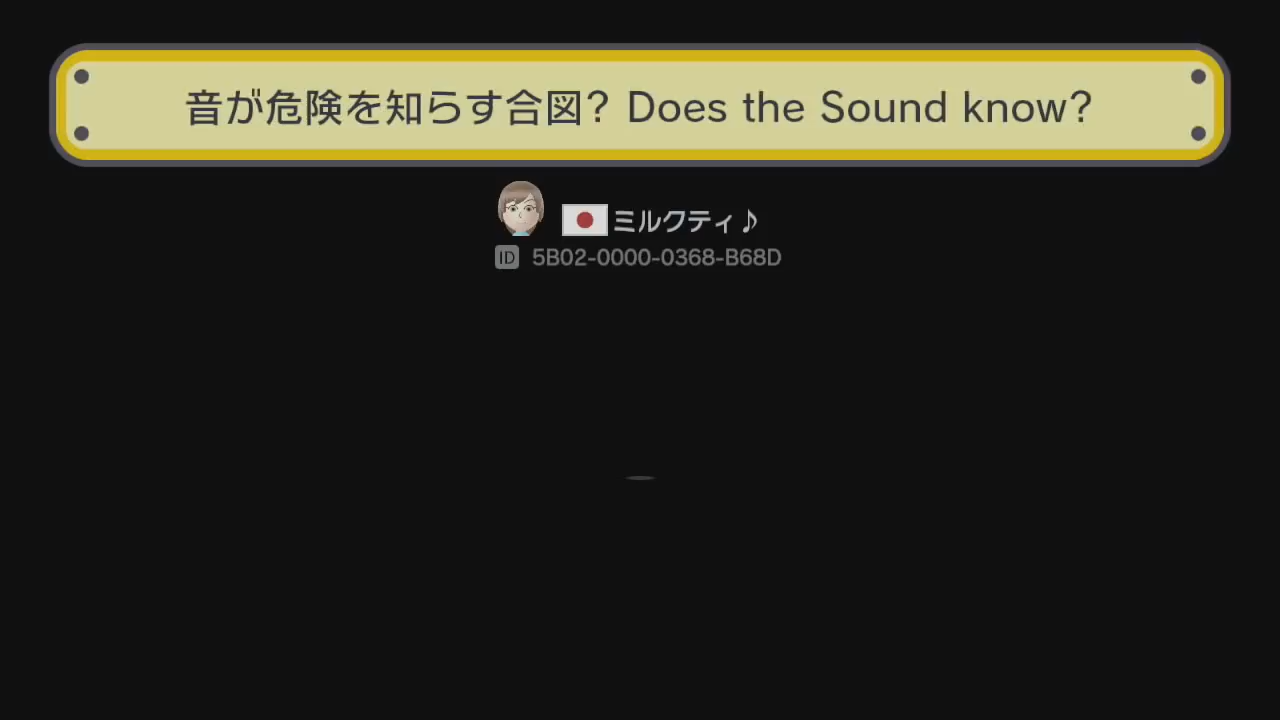 音が危険を知らす合図? Does the Sound know?
ミルクティ♪
ID 5B02-0000-0368-B68D